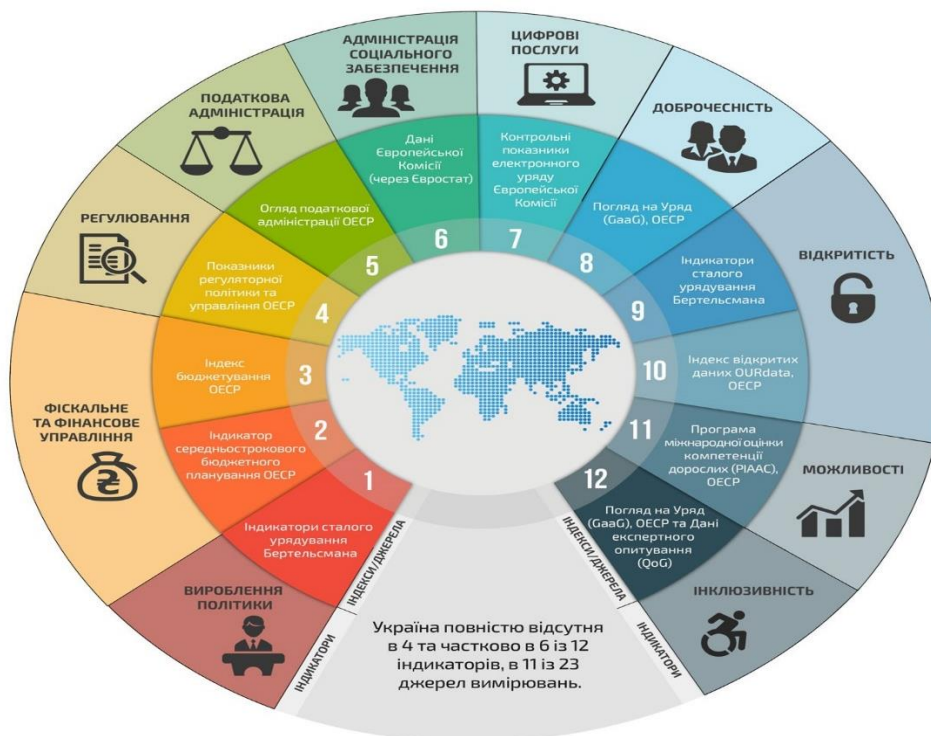 ВИРОБЛЕННЯ
ПОЛІТИКИ
ФІСКАЛЬНЕ
ТА ФІНАНСОВЕ
УПРАВЛІННЯ
₴
РЕГУЛЮВАННЯ
ПОДАТКОВА
АДМІНІСТРАЦІЯ
АДМІНІСТРАЦІЯ
СОЦІАЛЬНОГО
ЗАБЕЗПЕЧЕННЯ
ЦИФРОВІ
ПОСЛУГИ
ДОБРОЧЕСНІСТЬ
ВІДКРИТІСТЬ
МОЖЛИВОСТІ
ІНКЛЮЗИВНІСТЬ
1
Індикатори сталого
урядування
Бертельсмана
2
Індикатор
середньострокового
бюджетного
планування ОЕСР
3
Індекс
бюджетування
ОЕСР
4
Показники
регуляторної
політики та
управління ОЕСР
5
Огляд податкової
адміністрації ОЕСР
6
Дані
Європейської
Комісії
(через Євростат)
7
Контрольні
показники
електронного
уряду
Європейської
Комісії
8
Погляд на Уряд
(GaaG), ОЕСР
9
Індикатори
сталого
урядування
Бертельсмана
10
Індекс відкритих
даних OURdata,
ОЕСР
11
Програма
міжнародної оцінки
компетенції
дорослих (PIAAC),
ОЕСР
12
Погляд на Уряд
(GaaG), ОЕСР та Дані
експертного
опитування
(QoG)
ІНДЕКСИ/ДЖЕРЕЛА
ІНДИКАТОРИ
ІНДЕКСИ/ДЖЕРЕЛА
ІНДИКАТОРИ
Україна повністю відсутня
в 4 та частково в 6 із 12
індикаторів, в 11 із 23
джерел вимірювань.